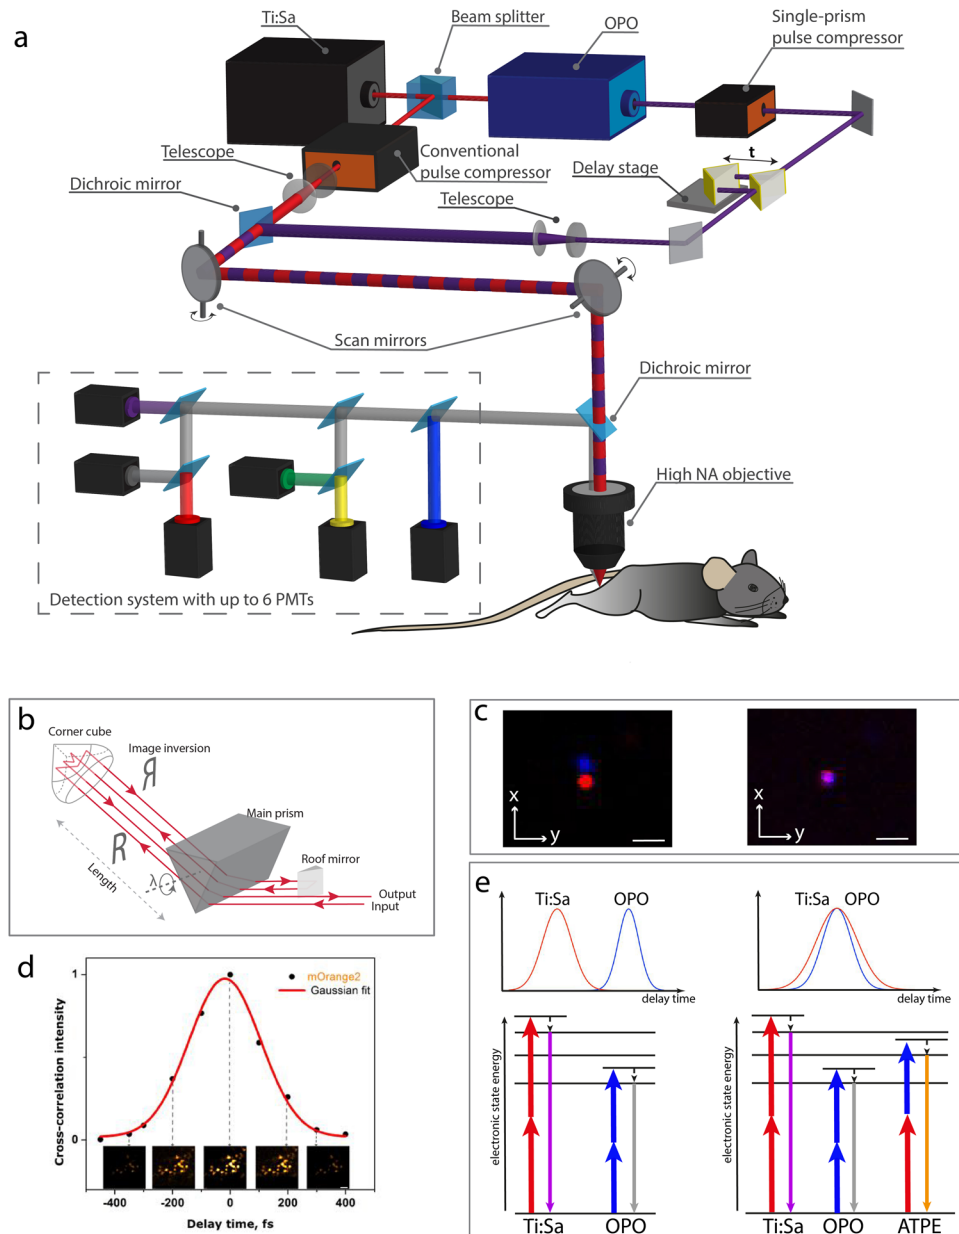 a
Ti:Sa
Beam splitter
OPO
Single-prism
pulse compressor
Telescope
Conventional
pulse compressor
Dichroic mirror
Telescope
Delay stage
t
Scan mirrors
Dichroic mirror
High NA objective
Detection system with up to 6 PMTs
b
Corner cube
Image inversion
R
R
Main prism
Roof mirror
Length
λ
Output
Input
c
x
y
x
y
d
Cross-correlation intensity
1
0
mOrange2
Gaussian fit
-400
-200
0
200
400
Delay time, fs
e
Ti:Sa
OPO
delay time
Ti:Sa OPO
delay time
electronic state energy
Ti:Sa
OPO
electronic state energy
Ti:Sa
OPO
ATPE